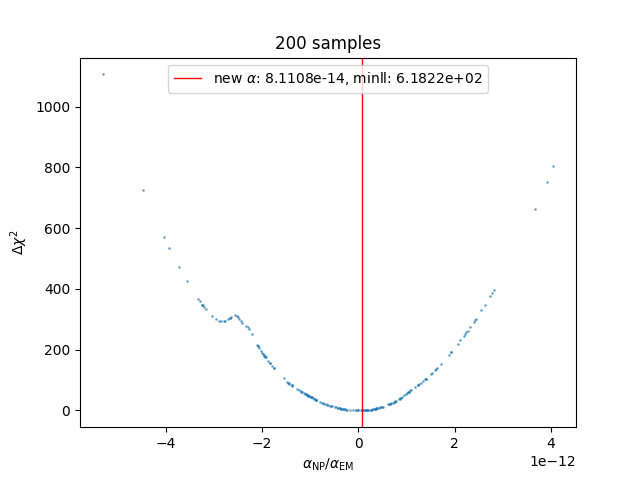 200 samples
new α: 8.1108e-14, minll: 6.1822e+02
1000
800
600
400
200
0
Δχ²
−4
−2
0
2
4
1e−12
α_NP/α_EM